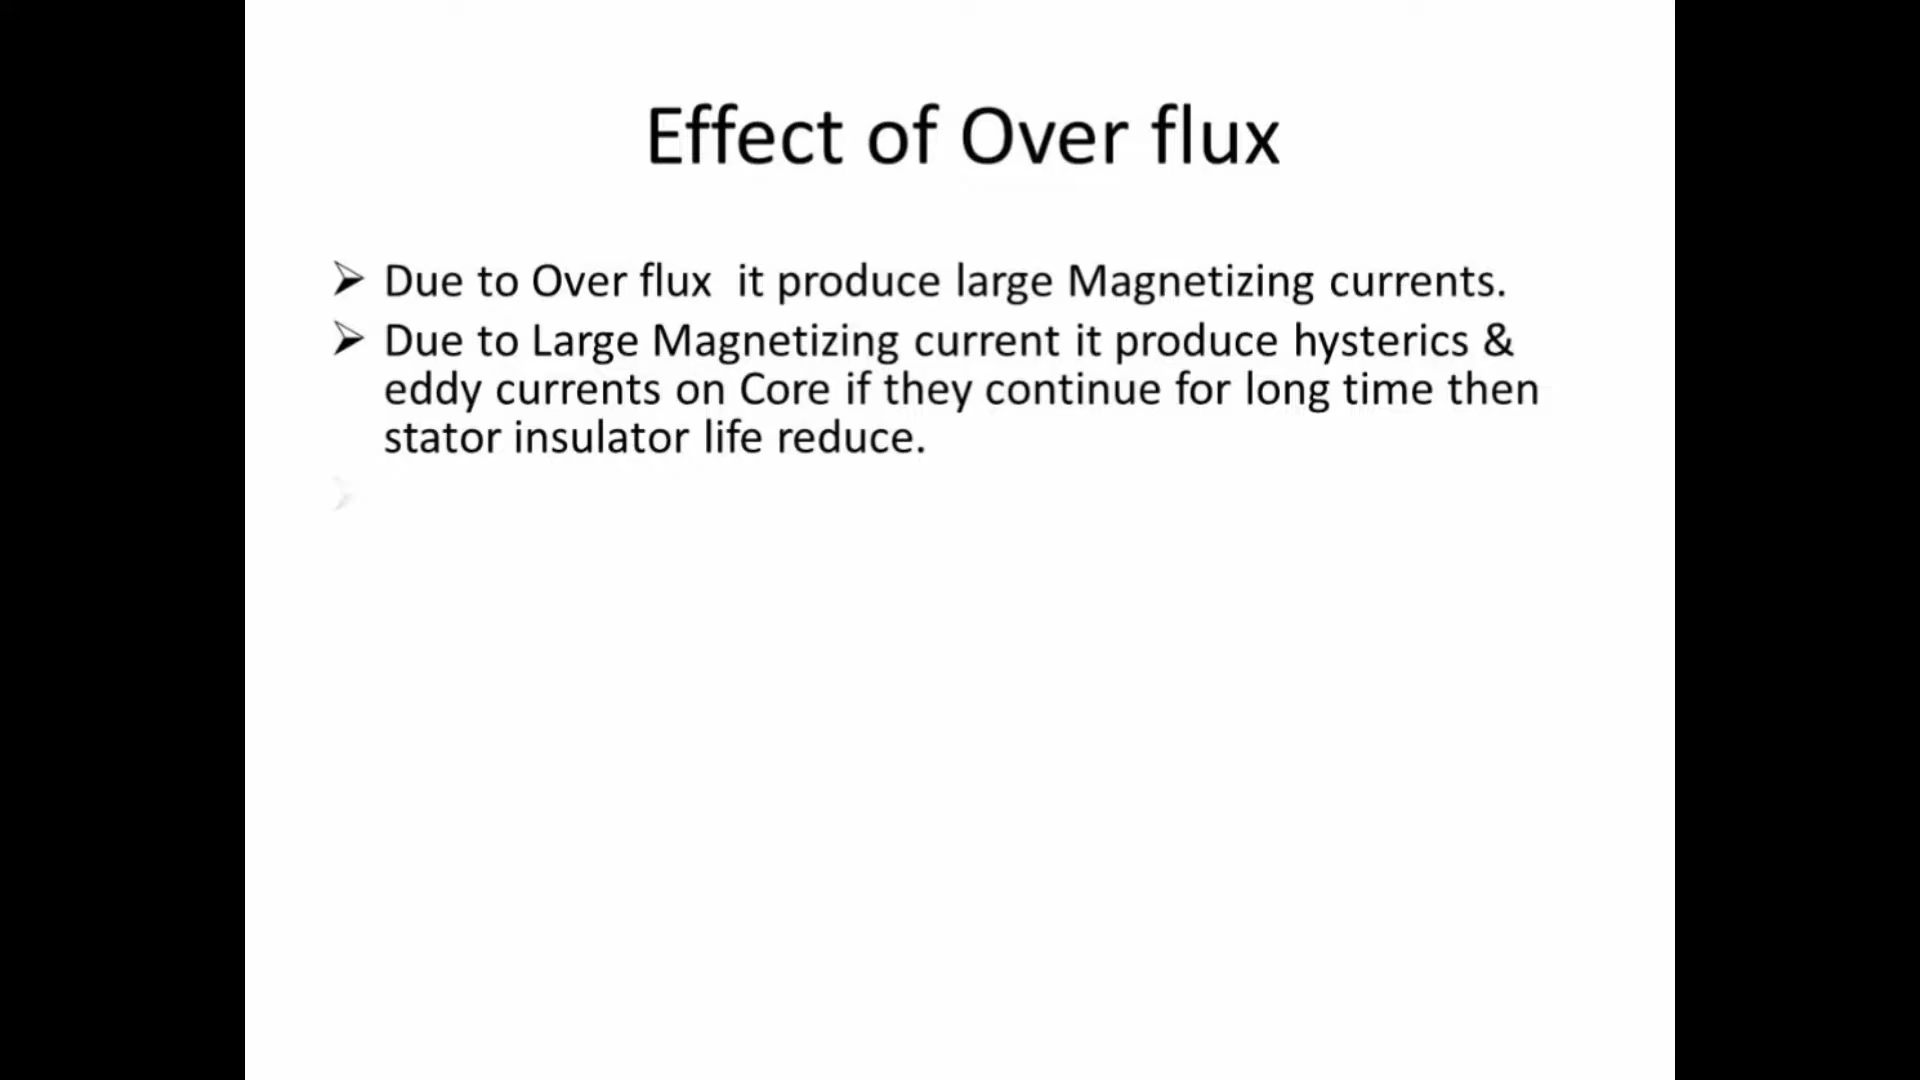 Effect of Over flux
➢ Due to Over flux it produce large Magnetizing currents.
➢ Due to Large Magnetizing current it produce hysterics &
eddy currents on Core if they continue for long time then
stator insulator life reduce.